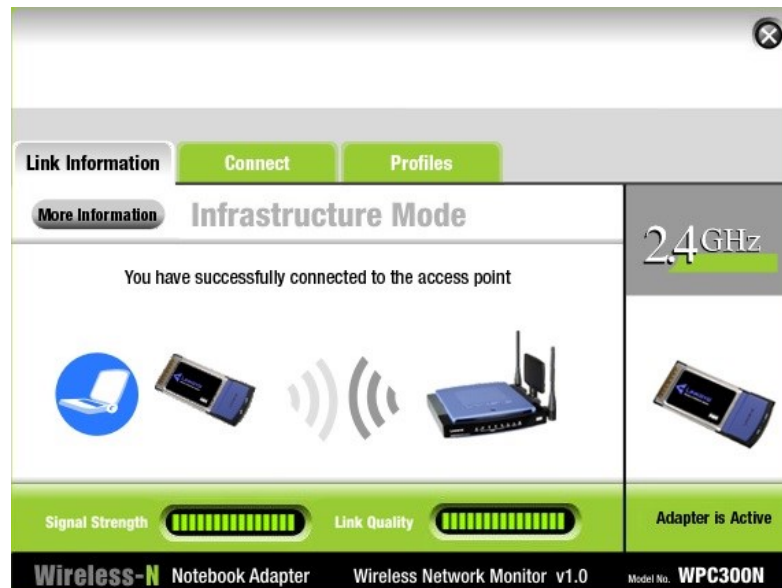 Link Information Connect Profiles
More Information Infrastructure Mode
2.4GHz
You have successfully connected to the access point
Signal Strength Link Quality Adapter is Active
Wireless-N Notebook Adapter Wireless Network Monitor v1.0 Model No. WPC300N